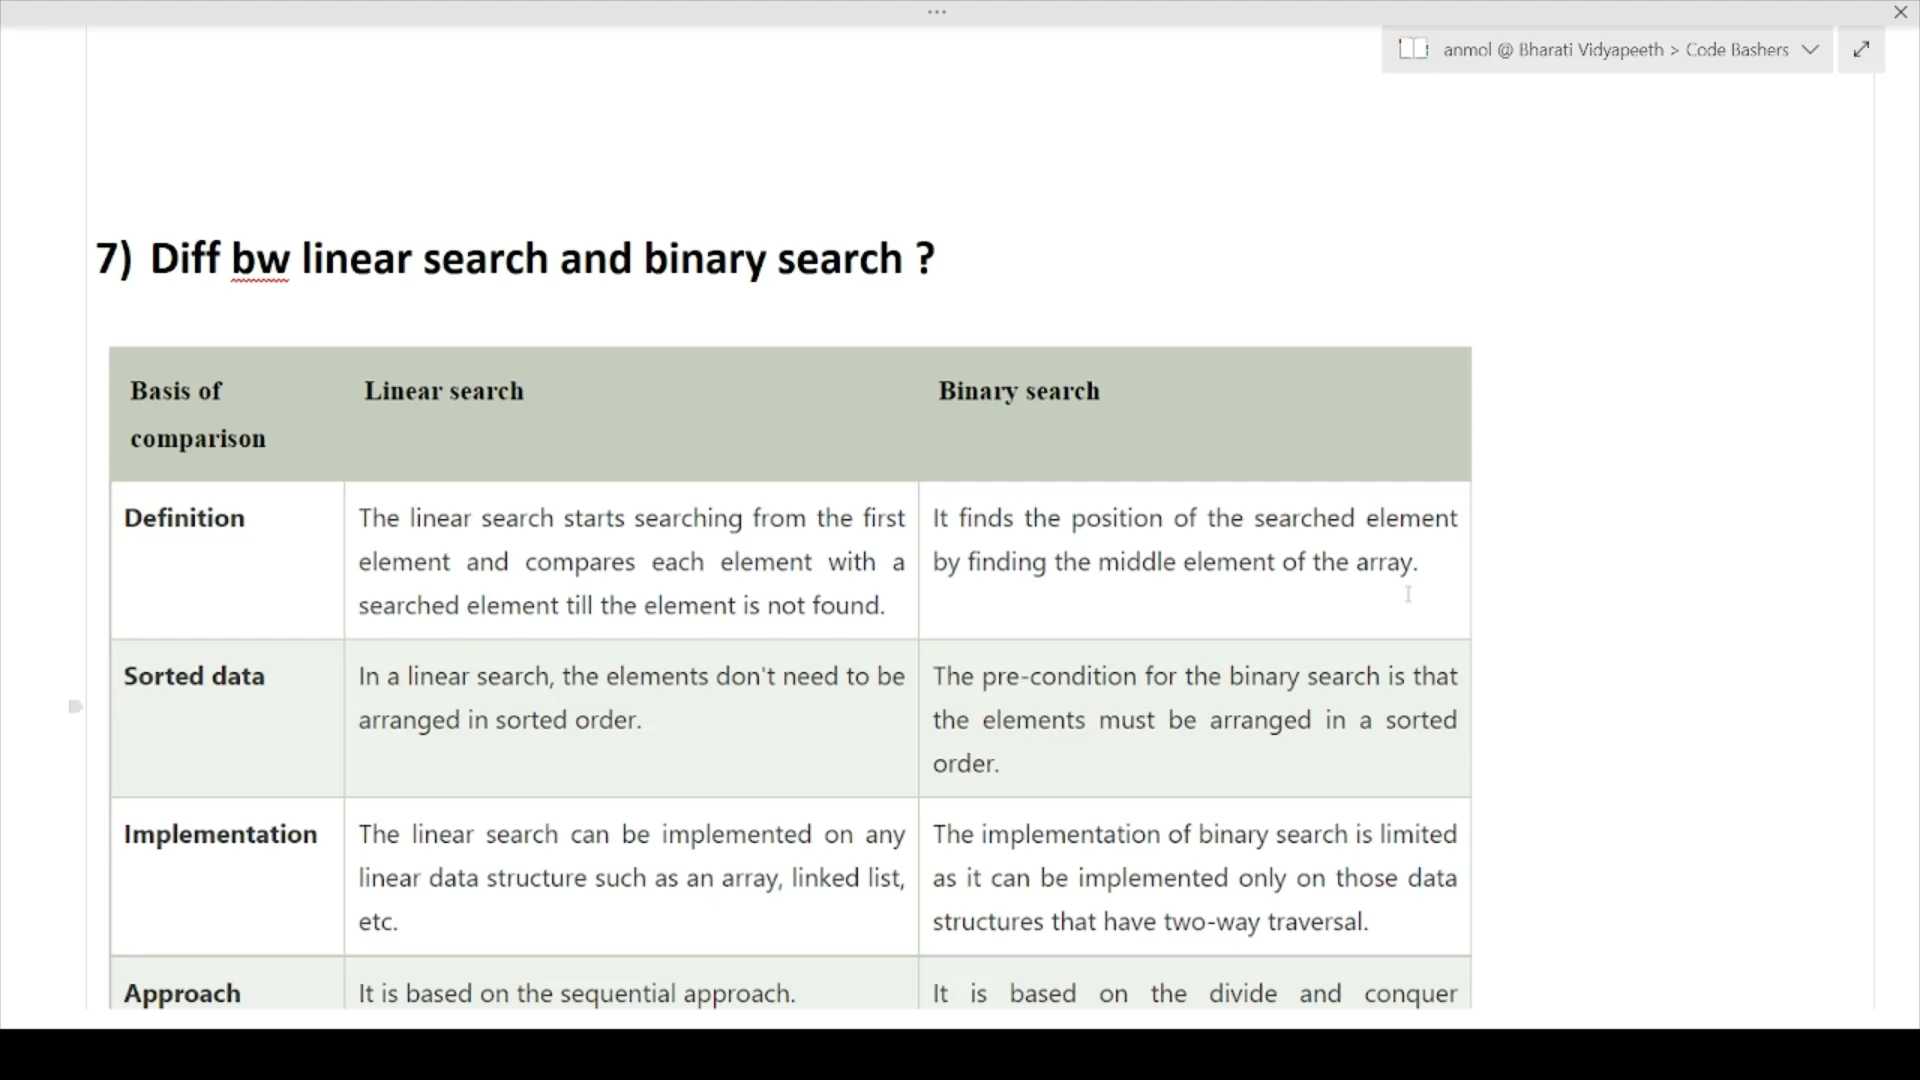 anmol @ Bharati Vidyapeeth > Code Bashers
7) Diff bw linear search and binary search ?
Basis of
comparison
Linear search
Binary search
Definition
The linear search starts searching from the first
element and compares each element with a
searched element till the element is not found.
It finds the position of the searched element
by finding the middle element of the array.
Sorted data
In a linear search, the elements don't need to be
arranged in sorted order.
The pre-condition for the binary search is that
the elements must be arranged in a sorted
order.
Implementation
The linear search can be implemented on any
linear data structure such as an array, linked list,
etc.
The implementation of binary search is limited
as it can be implemented only on those data
structures that have two-way traversal.
Approach
It is based on the sequential approach.
It is based on the divide and conquer